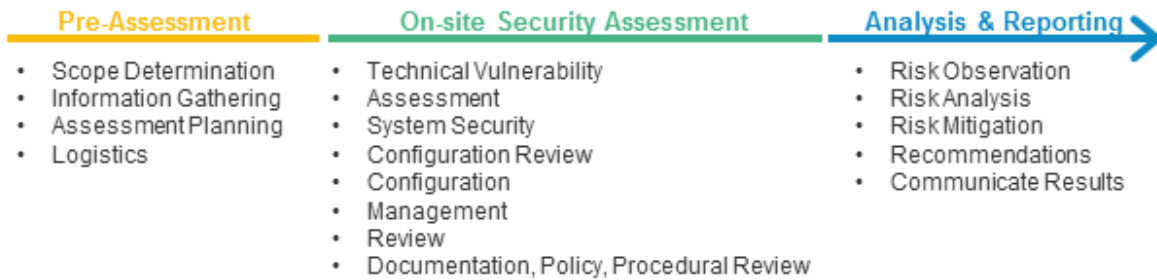 Pre-Assessment
• Scope Determination
• Information Gathering
• Assessment Planning
• Logistics
On-site Security Assessment
• Technical Vulnerability
• Assessment
• System Security
• Configuration Review
• Configuration
• Management
• Review
• Documentation, Policy, Procedural Review
Analysis & Reporting
• Risk Observation
• Risk Analysis
• Risk Mitigation
• Recommendations
• Communicate Results